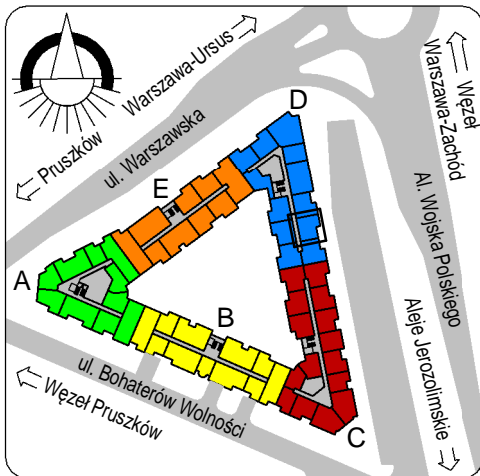 Warszawa-Ursus
Pruszków
ul. Warszawska
Węzeł
Warszawa-Zachód
Al. Wojska Polskiego
Aleje Jerozolimskie
D
E
A
B
C
ul. Bohaterów Wolności
Węzeł Pruszków